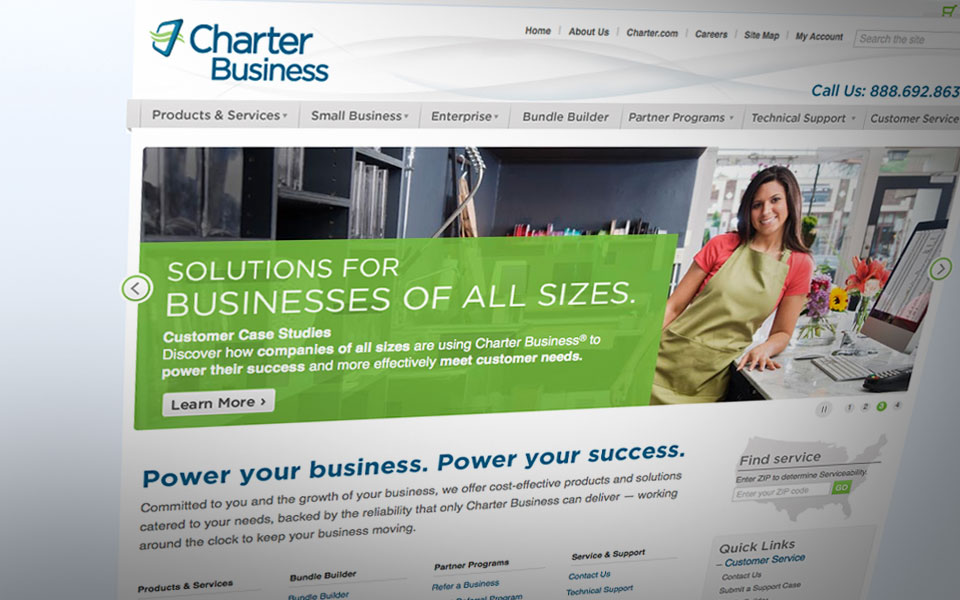 Charter
Business
Home
About Us
Charter.com
Careers
Site Map
My Account
Search the site
Call Us: 888.692.863
Products & Services
Small Business
Enterprise
Bundle Builder
Partner Programs
Technical Support
Customer Service
SOLUTIONS FOR
BUSINESSES OF ALL SIZES.
Customer Case Studies
Discover how companies of all sizes are using Charter Business® to
power their success and more effectively meet customer needs.
Learn More ›
1 2 3 4
Power your business. Power your success.
Committed to you and the growth of your business, we offer cost-effective products and solutions
catered to your needs, backed by the reliability that only Charter Business can deliver — working
around the clock to keep your business moving.
Find service
Enter ZIP to determine Serviceability.
Enter your ZIP code
GO
Products & Services
Bundle Builder
Bundle Builder
Partner Programs
Refer a Business
Referral Program
Service & Support
Contact Us
Technical Support
Quick Links
– Customer Service
Contact Us
Submit a Support Case